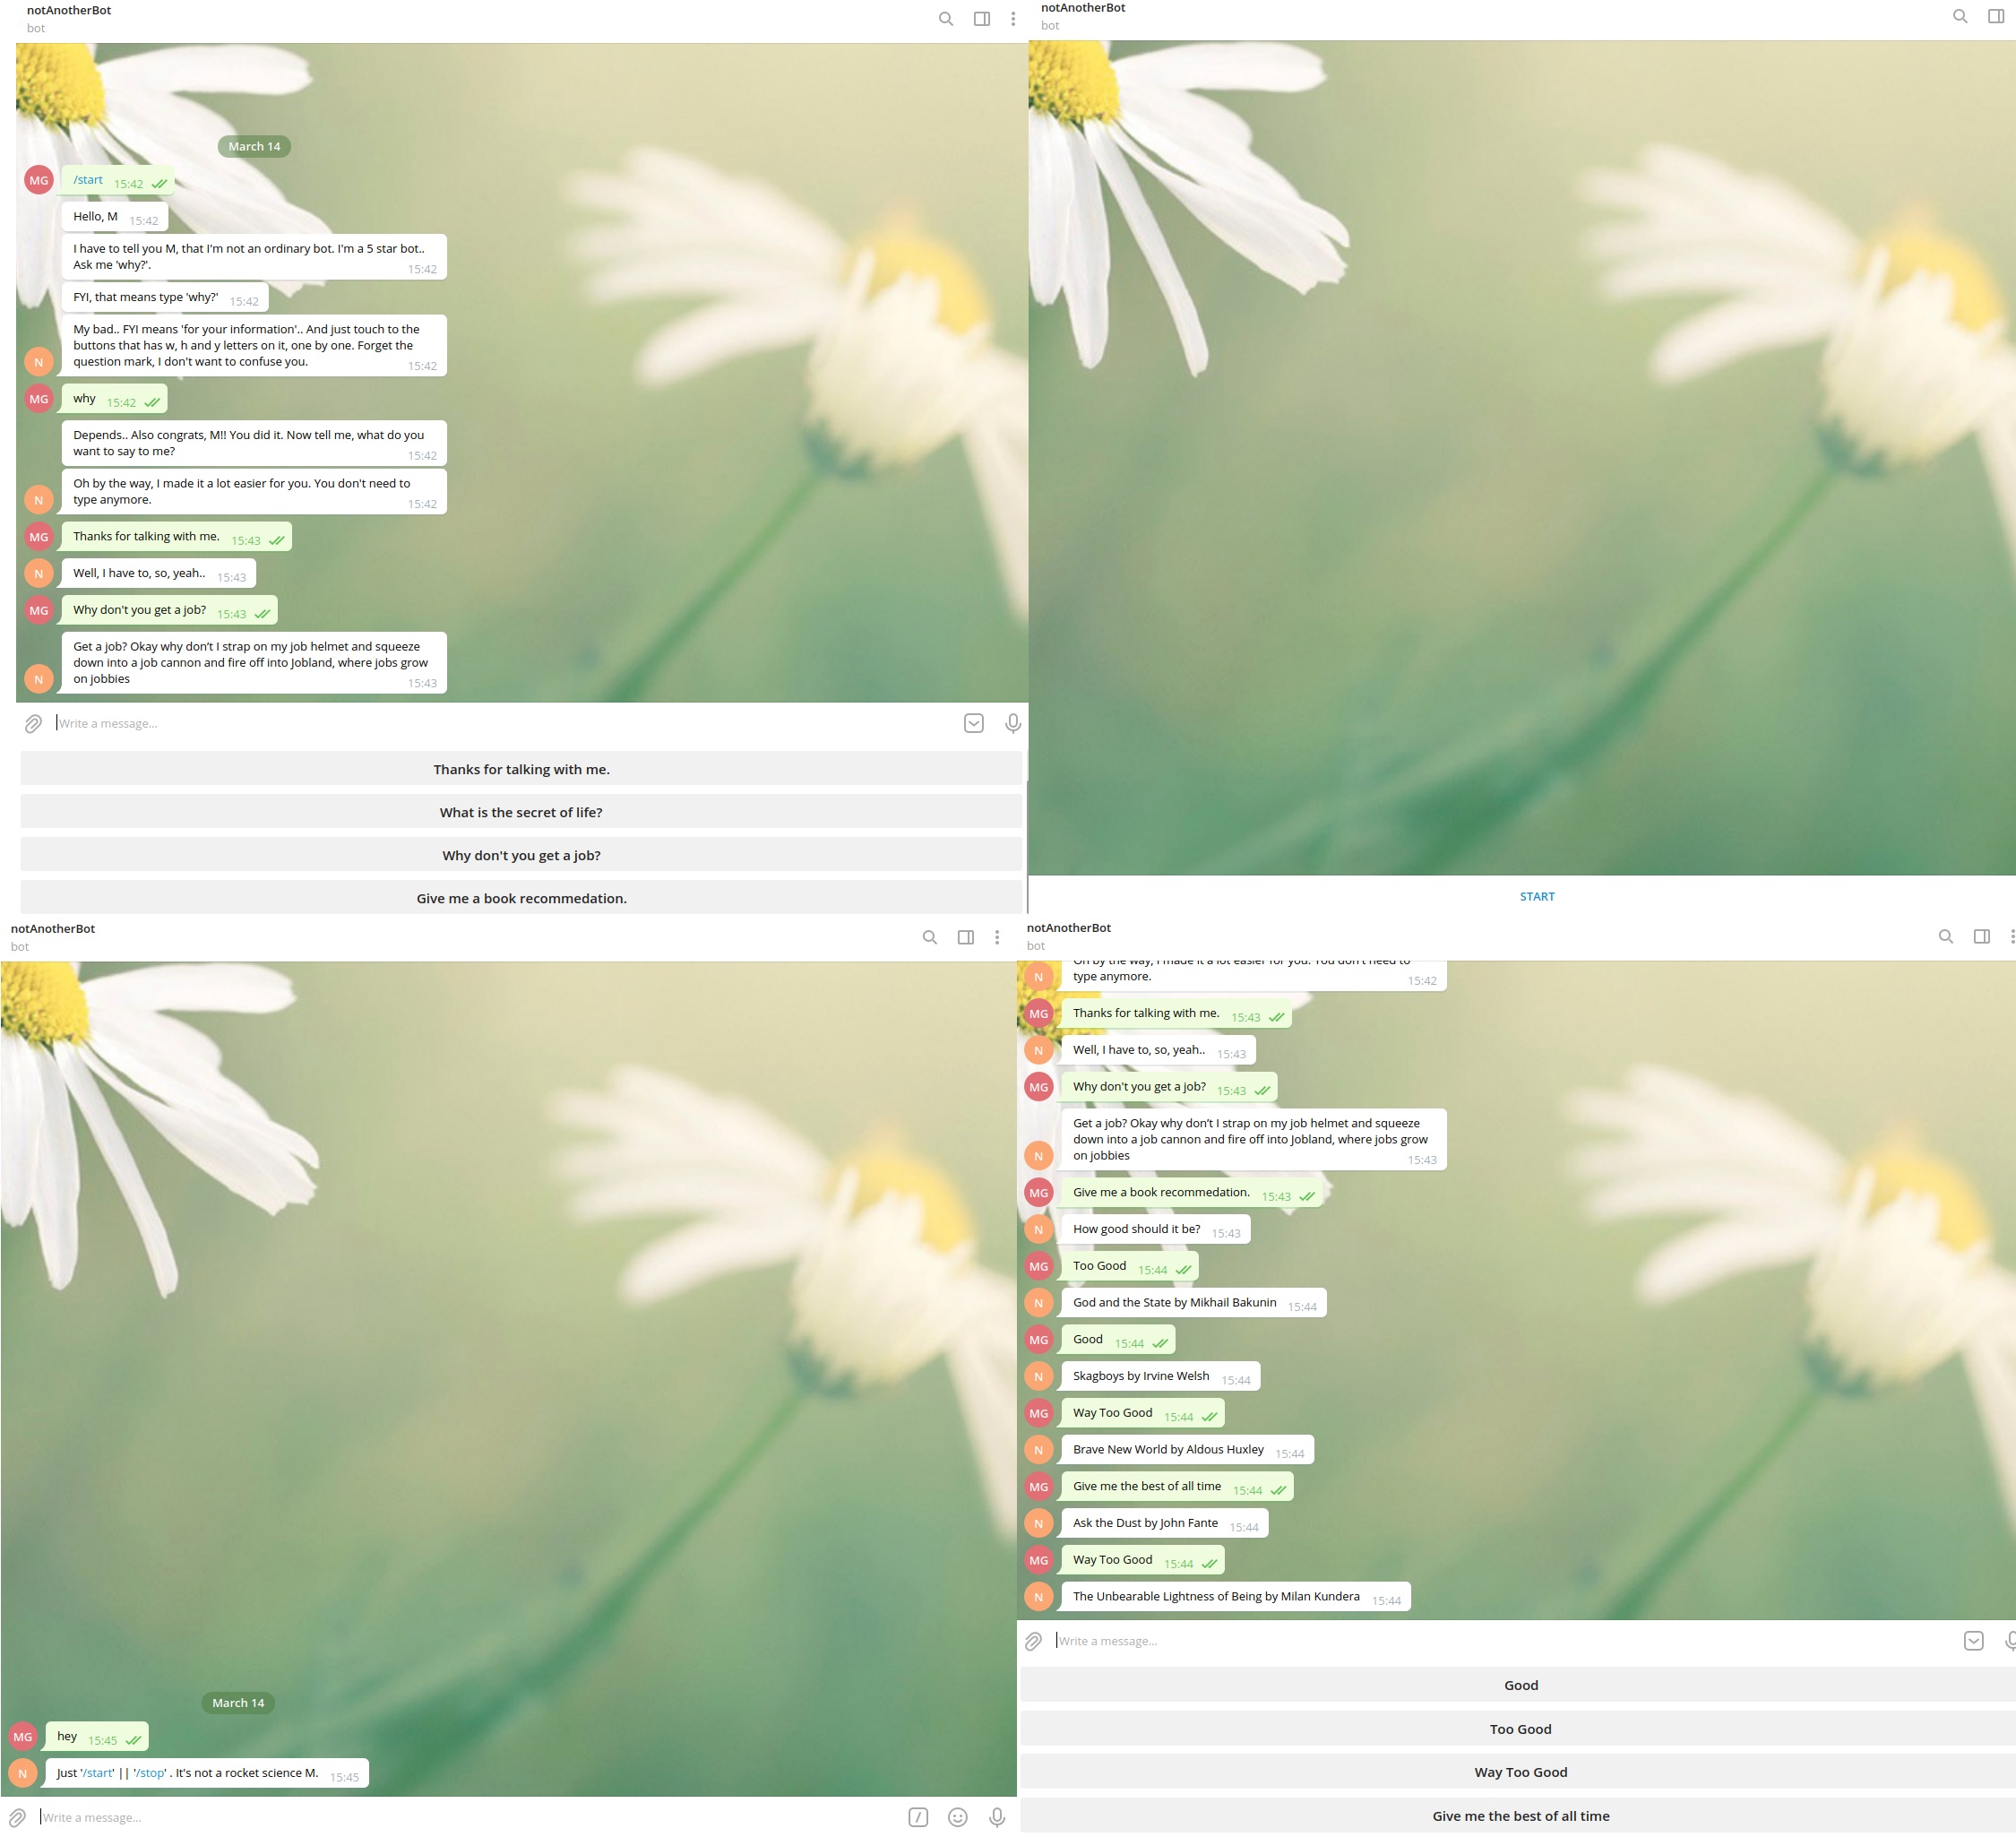 notAnotherBot
bot
March 14
MG
/start 15:42
Hello, M 15:42
I have to tell you M, that I'm not an ordinary bot. I'm a 5 star bot..
Ask me 'why?'. 15:42
FYI, that means type 'why?' 15:42
My bad.. FYI means 'for your information'.. And just touch to the
buttons that has w, h and y letters on it, one by one. Forget the
question mark, I don't want to confuse you. 15:42
N
MG
why 15:42
Depends.. Also congrats, M!! You did it. Now tell me, what do you
want to say to me? 15:42
Oh by the way, I made it a lot easier for you. You don't need to
type anymore. 15:42
N
MG
Thanks for talking with me. 15:43
N
Well, I have to, so, yeah.. 15:43
MG
Why don't you get a job? 15:43
Get a job? Okay why don't I strap on my job helmet and squeeze
down into a job cannon and fire off into Jobland, where jobs grow
on jobbies 15:43
N
Write a message...
Thanks for talking with me.
What is the secret of life?
Why don't you get a job?
Give me a book recommedation.
notAnotherBot
bot
START
notAnotherBot
bot
March 14
MG
hey 15:45
N
Just '/start' || '/stop' . It's not a rocket science M. 15:45
Write a message...
notAnotherBot
bot
Oh by the way, I made it a lot easier for you. You don't need to
type anymore. 15:42
N
MG
Thanks for talking with me. 15:43
N
Well, I have to, so, yeah.. 15:43
MG
Why don't you get a job? 15:43
Get a job? Okay why don't I strap on my job helmet and squeeze
down into a job cannon and fire off into Jobland, where jobs grow
on jobbies 15:43
N
MG
Give me a book recommedation. 15:43
N
How good should it be? 15:43
MG
Too Good 15:44
N
God and the State by Mikhail Bakunin 15:44
MG
Good 15:44
N
Skagboys by Irvine Welsh 15:44
MG
Way Too Good 15:44
N
Brave New World by Aldous Huxley 15:44
MG
Give me the best of all time 15:44
N
Ask the Dust by John Fante 15:44
MG
Way Too Good 15:44
N
The Unbearable Lightness of Being by Milan Kundera 15:44
Write a message...
Good
Too Good
Way Too Good
Give me the best of all time